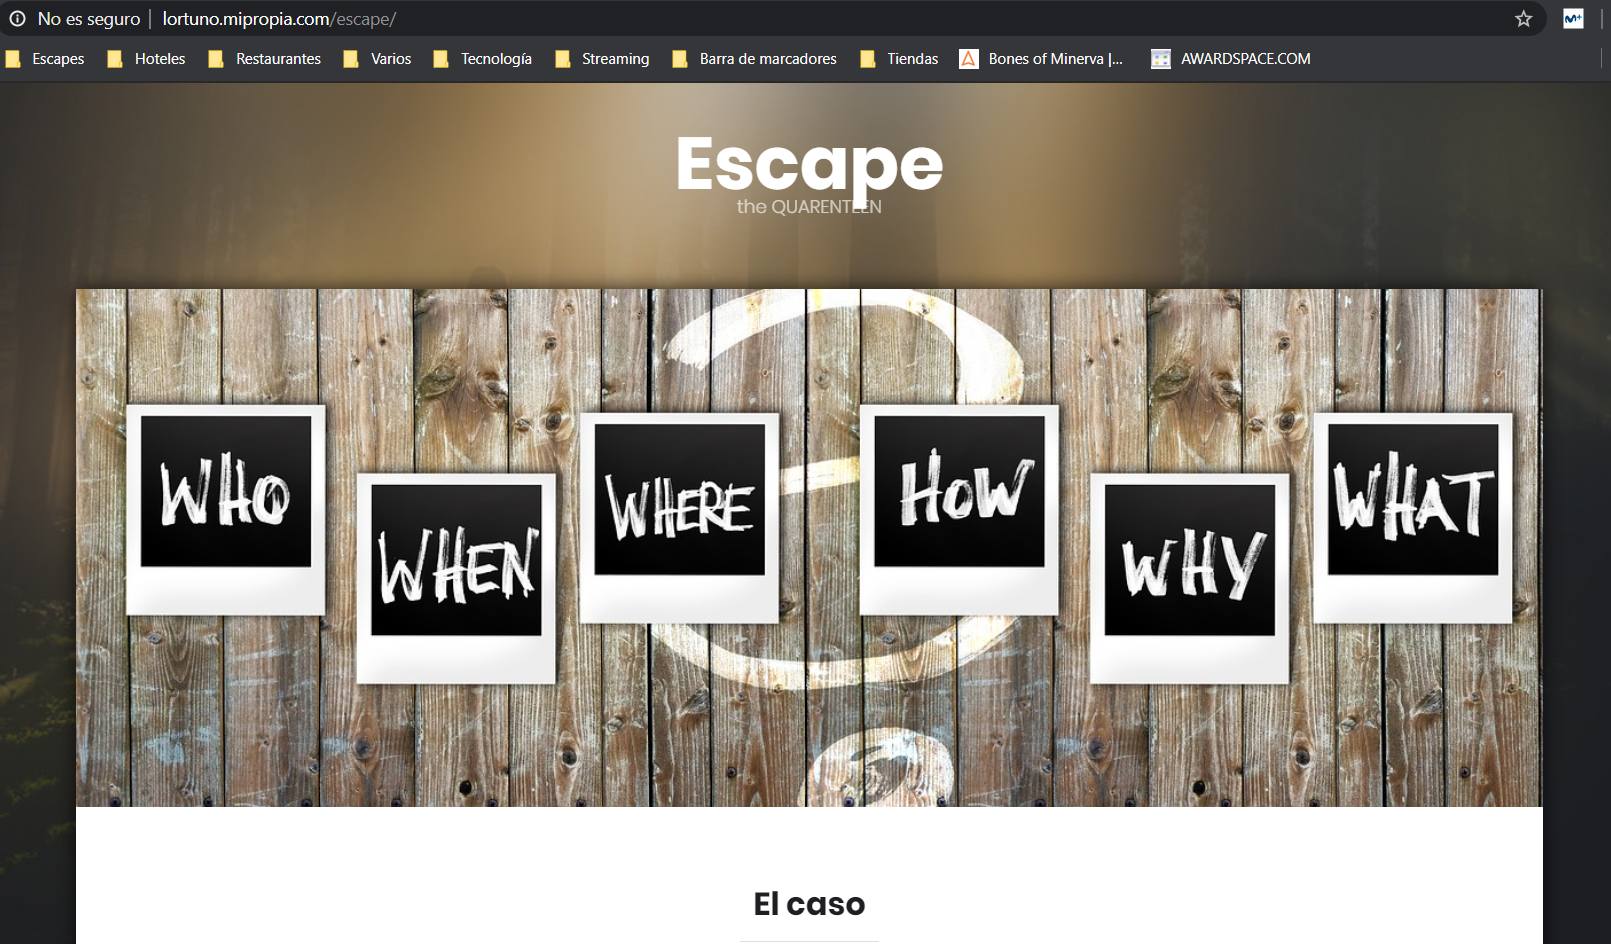 No es seguro | lortuno.mipropia.com/escape/
Escapes Hoteles Restaurantes Varios Tecnología Streaming Barra de marcadores Tiendas Bones of Minerva |... AWARDSPACE.COM
Escape
the QUARENTEEN
WHO
WHEN
WHERE
HOW
WHY
WHAT
El caso